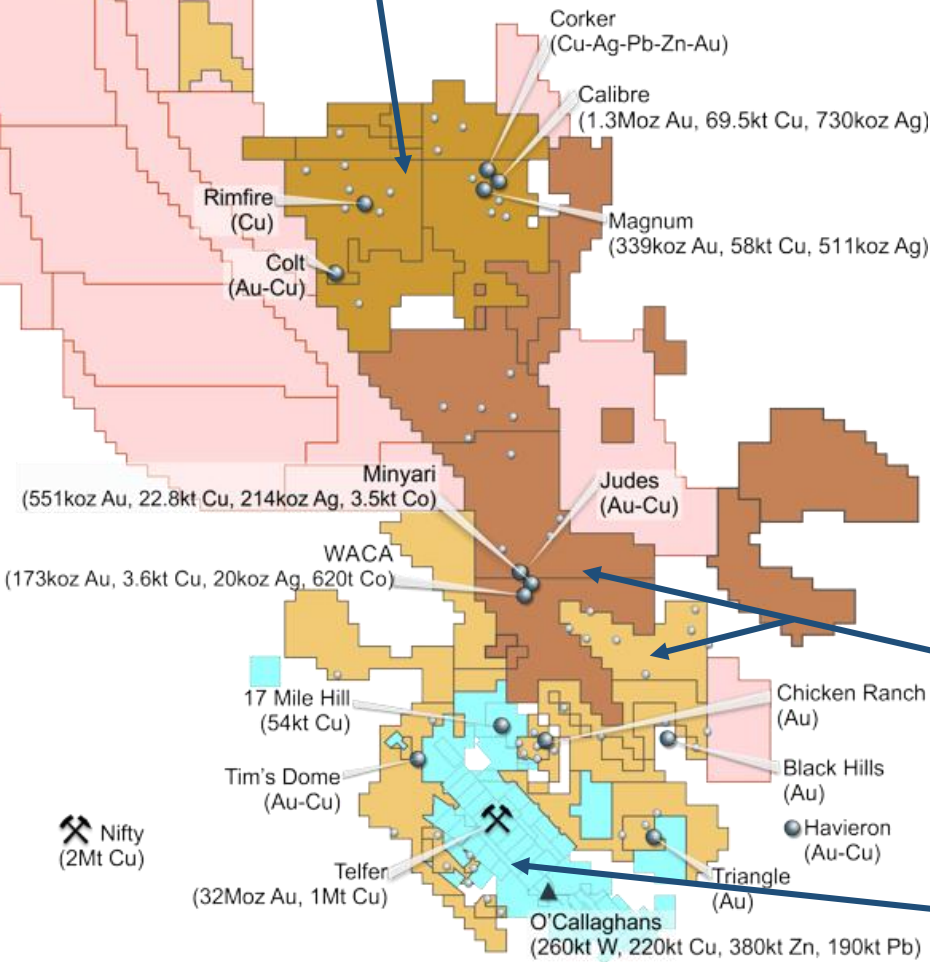 Corker
(Cu-Ag-Pb-Zn-Au)
Calibre
(1.3Moz Au, 69.5kt Cu, 730koz Ag)
Rimfire
(Cu)
Magnum
(339koz Au, 58kt Cu, 511koz Ag)
Colt
(Au-Cu)
Minyari
(551koz Au, 22.8kt Cu, 214koz Ag, 3.5kt Co)
Judes
(Au-Cu)
WACA
(173koz Au, 3.6kt Cu, 20koz Ag, 620t Co)
17 Mile Hill
(54kt Cu)
Chicken Ranch
(Au)
Tim's Dome
(Au-Cu)
Black Hills
(Au)
Nifty
(2Mt Cu)
Havieron
(Au-Cu)
Telfer
(32Moz Au, 1Mt Cu)
Triangle
(Au)
O'Callaghans
(260kt W, 220kt Cu, 380kt Zn, 190kt Pb)